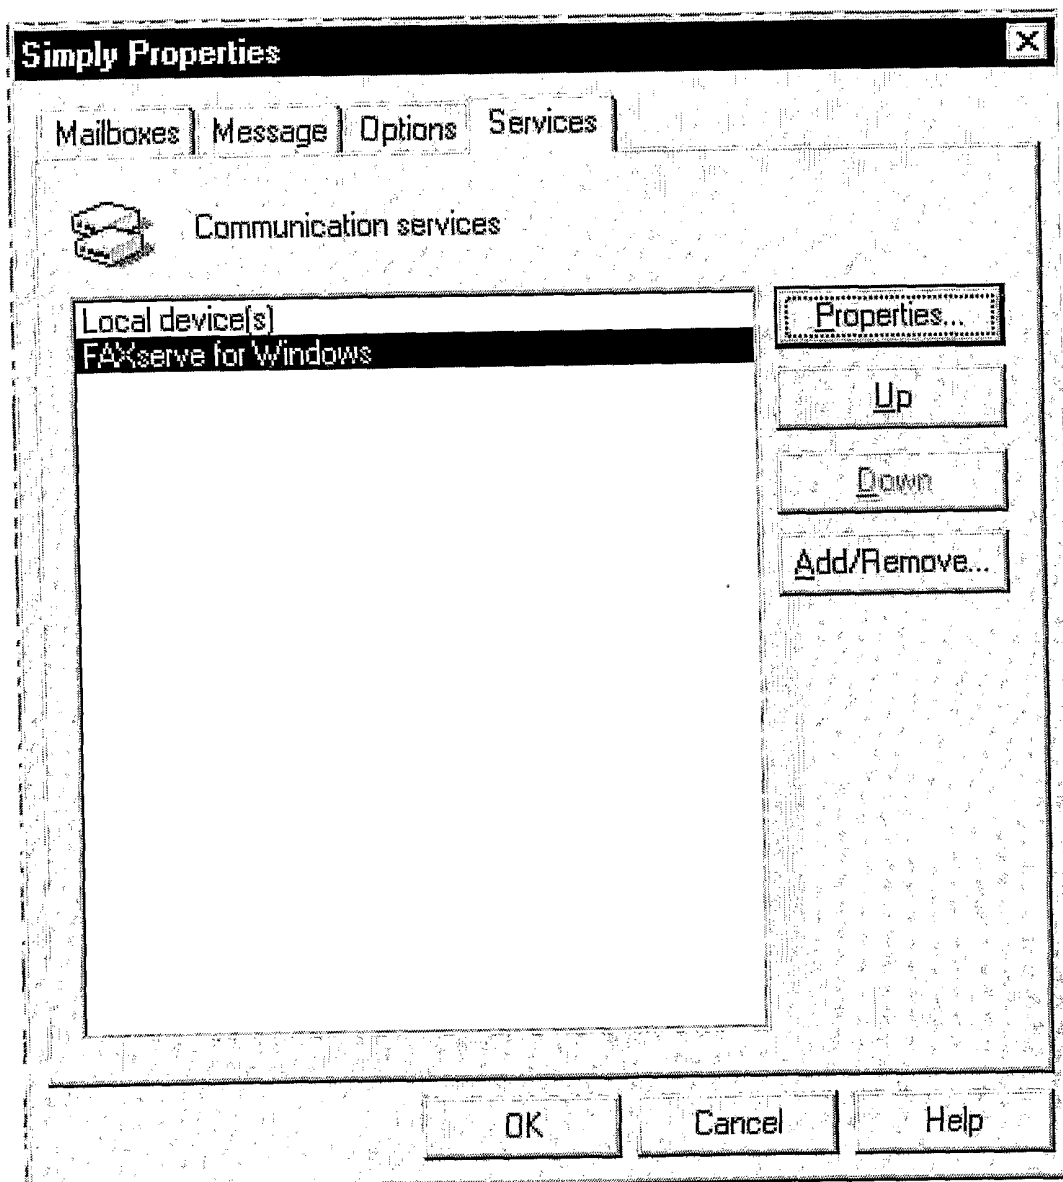 Simply Properties
Mailboxes Message Options Services
Communication services
Local device(s)
FAXserve for Windows
Properties...
Up
Down
Add/Remove...
OK Cancel Help